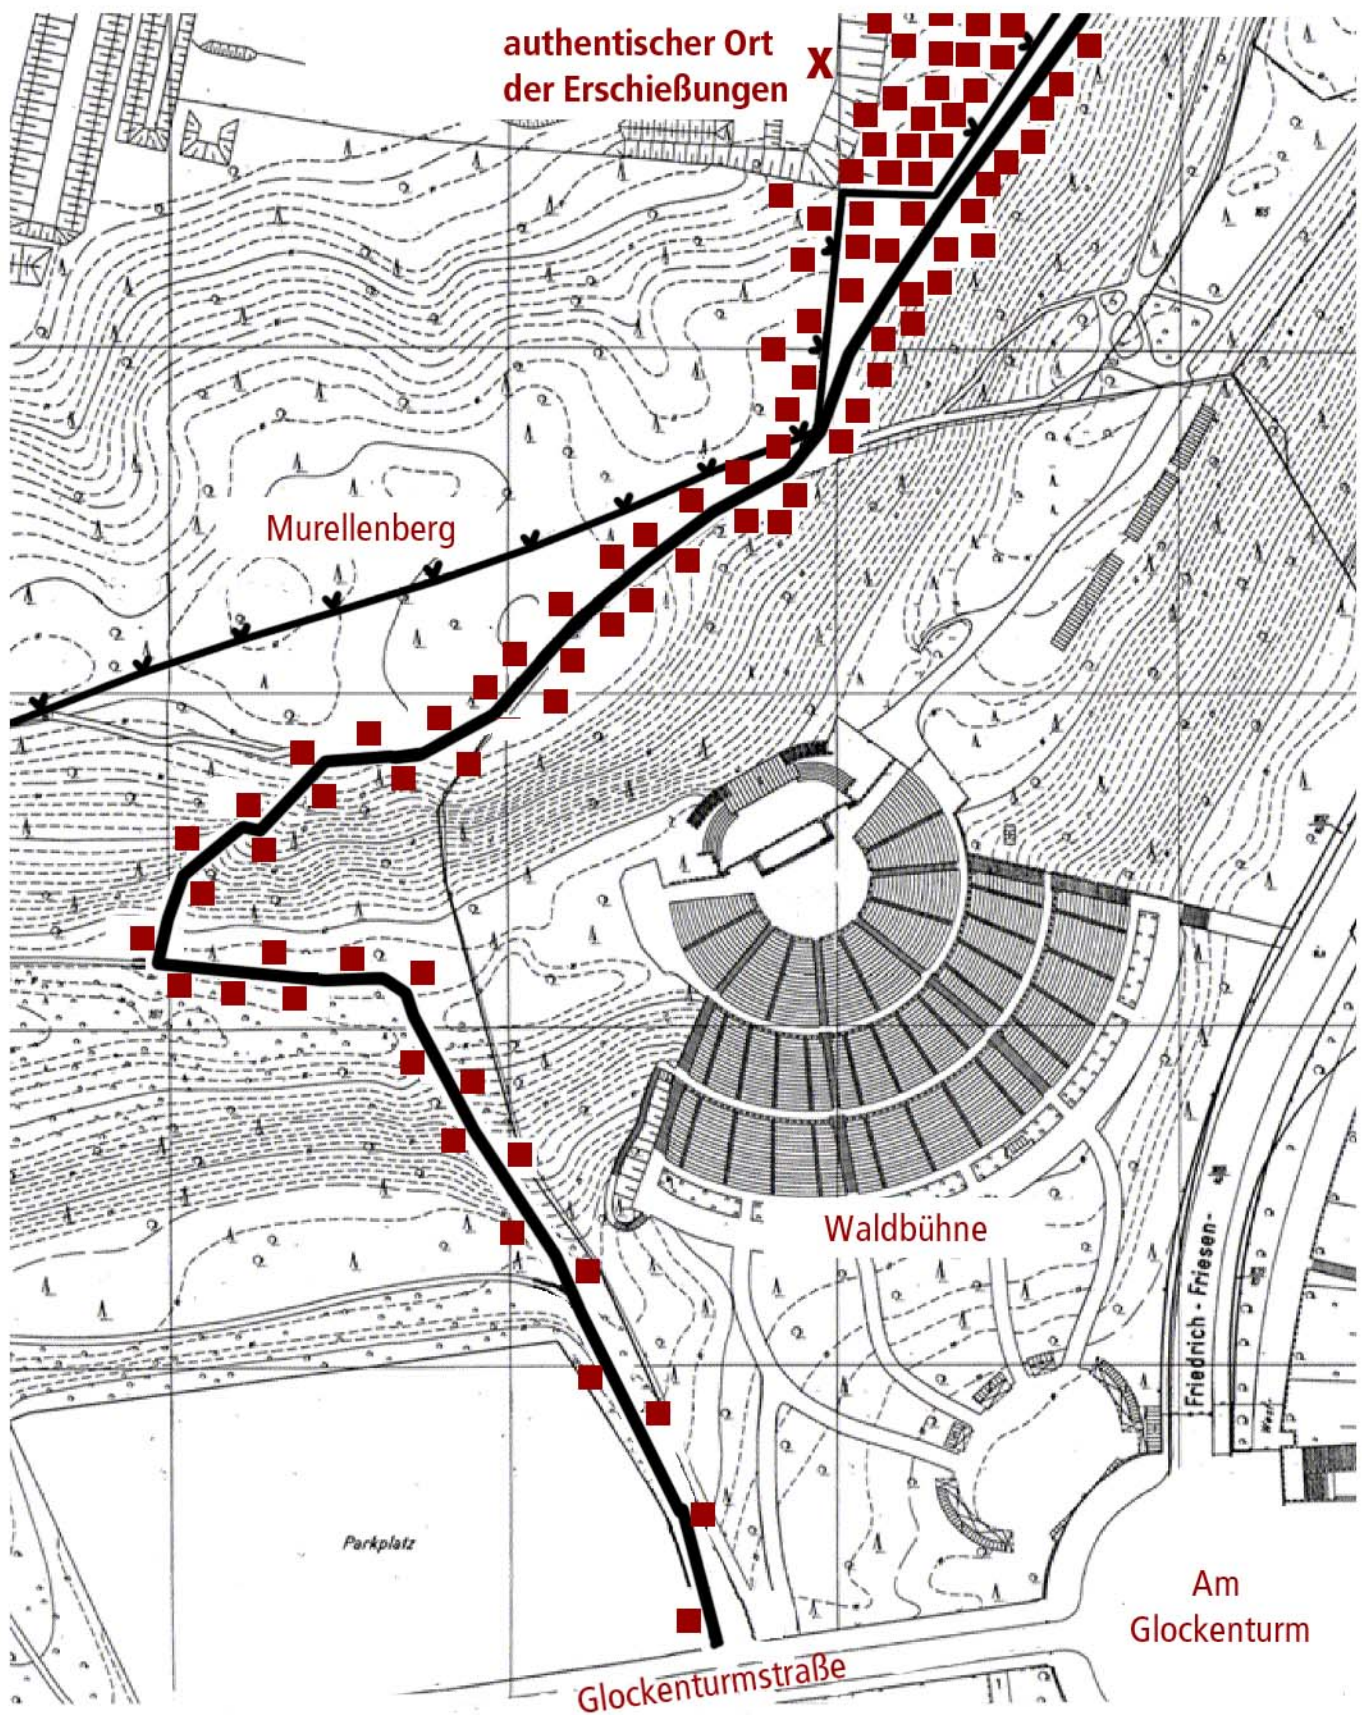 authentischer Ort
der Erschießungen
X
Murellenberg
Waldbühne
Friedrich - Friesen -
Parkplatz
Am
Glockenturm
Glockenturmstraße